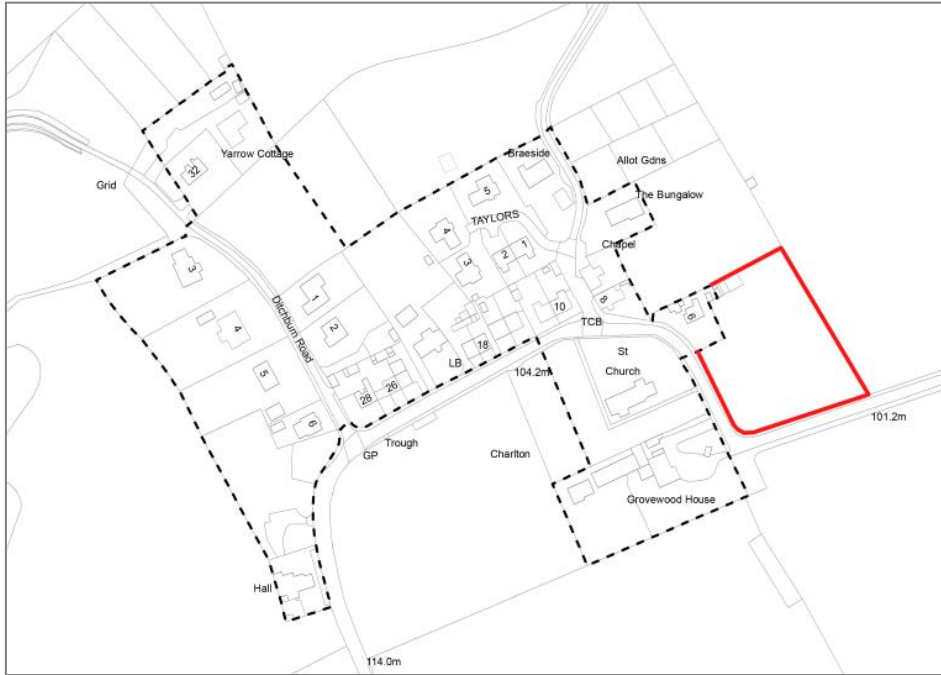 Yarrow Cottage
32
Grid
Braeside
Allot Gdns
The Bungalow
5
TAYLORS
4
3
2
1
Chapel
8
3
1
Ditchburn Road
2
4
10
TCB
6
St
Church
LB
18
104.2m
5
26
28
6
Trough
GP
Charlton
101.2m
Grovewood House
Hall
114.0m